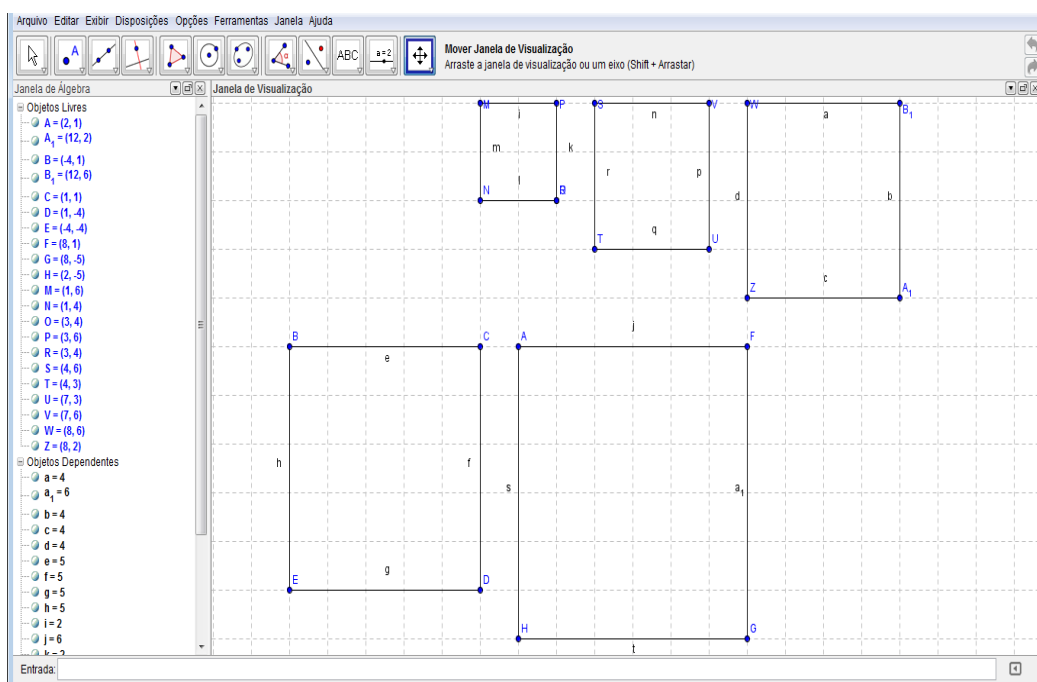 Arquivo Editar Exibir Disposições Opções Ferramentas Janela Ajuda
A ABC a=2
Mover Janela de Visualização
Arraste a janela de visualização ou um eixo (Shift + Arrastar)
Janela de Álgebra
Janela de Visualização
Objetos Livres
A = (2, 1)
A₁ = (12, 2)
B = (-4, 1)
B₁ = (12, 6)
C = (1, 1)
D = (1, -4)
E = (-4, -4)
F = (8, 1)
G = (8, -5)
H = (2, -5)
M = (1, 6)
N = (1, 4)
O = (3, 4)
P = (3, 6)
R = (3, 4)
S = (4, 6)
T = (4, 3)
U = (7, 3)
V = (7, 6)
W = (8, 6)
Z = (8, 2)
Objetos Dependentes
a = 4
a₁ = 6
b = 4
c = 4
d = 4
e = 5
f = 5
g = 5
h = 5
i = 2
j = 6
k = 2
M i P S n V W a B₁
m k r p d b
l
N R
q
T U
c
Z A₁
j
B C A F
e
h f s a₁
g
E D
H G
t
Entrada: